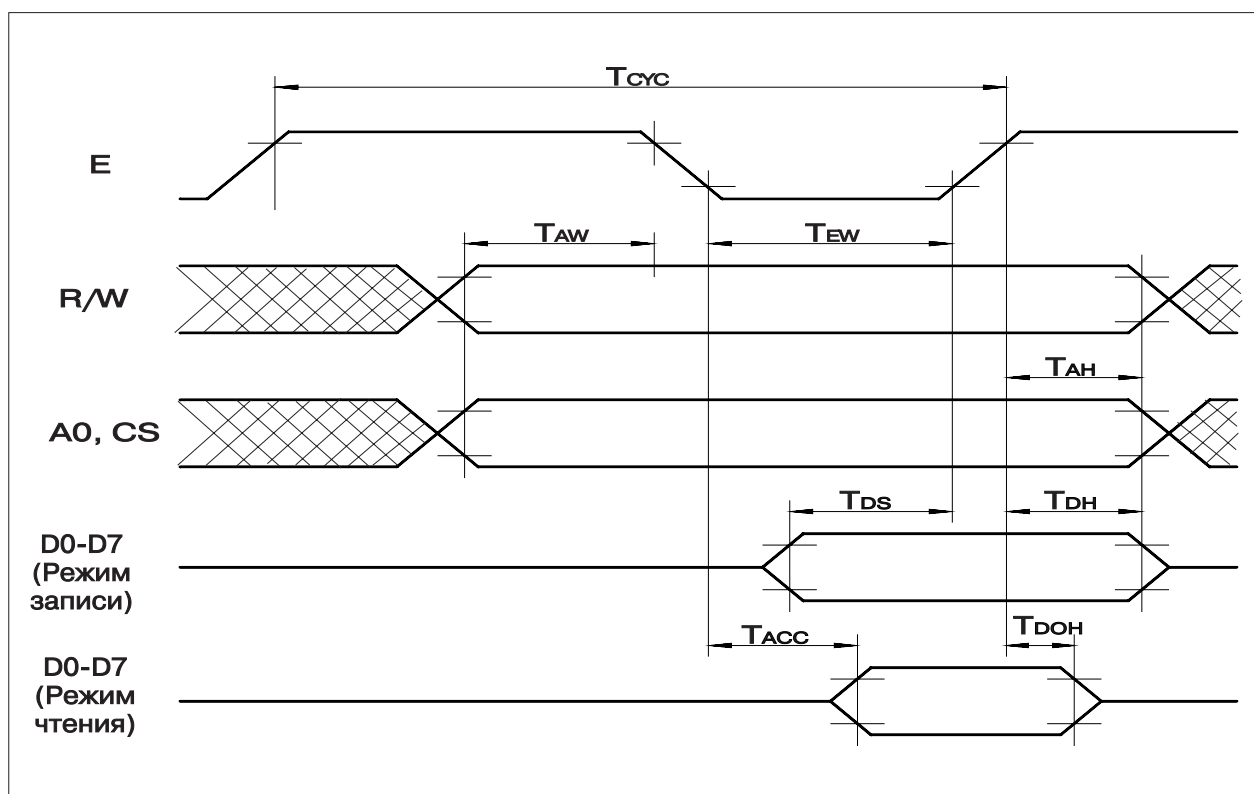 TCYC
E
TAW
TEW
R/W
TAH
A0, CS
TDS
TDH
D0-D7
(Режим
записи)
TACC
TDOH
D0-D7
(Режим
чтения)